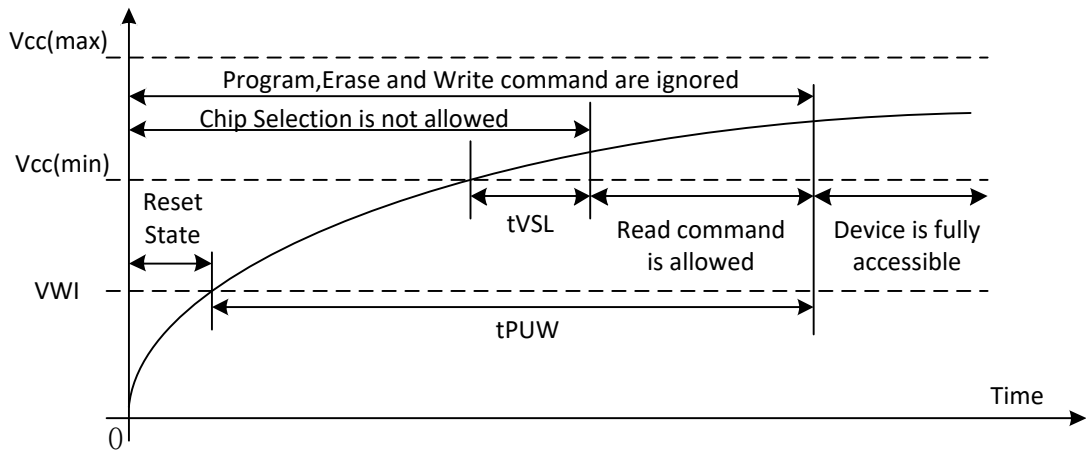 Vcc(max)
Program,Erase and Write command are ignored
Chip Selection is not allowed
Vcc(min)
Reset
State
tVSL
Read command
is allowed
Device is fully
accessible
VWI
tPUW
Time
0